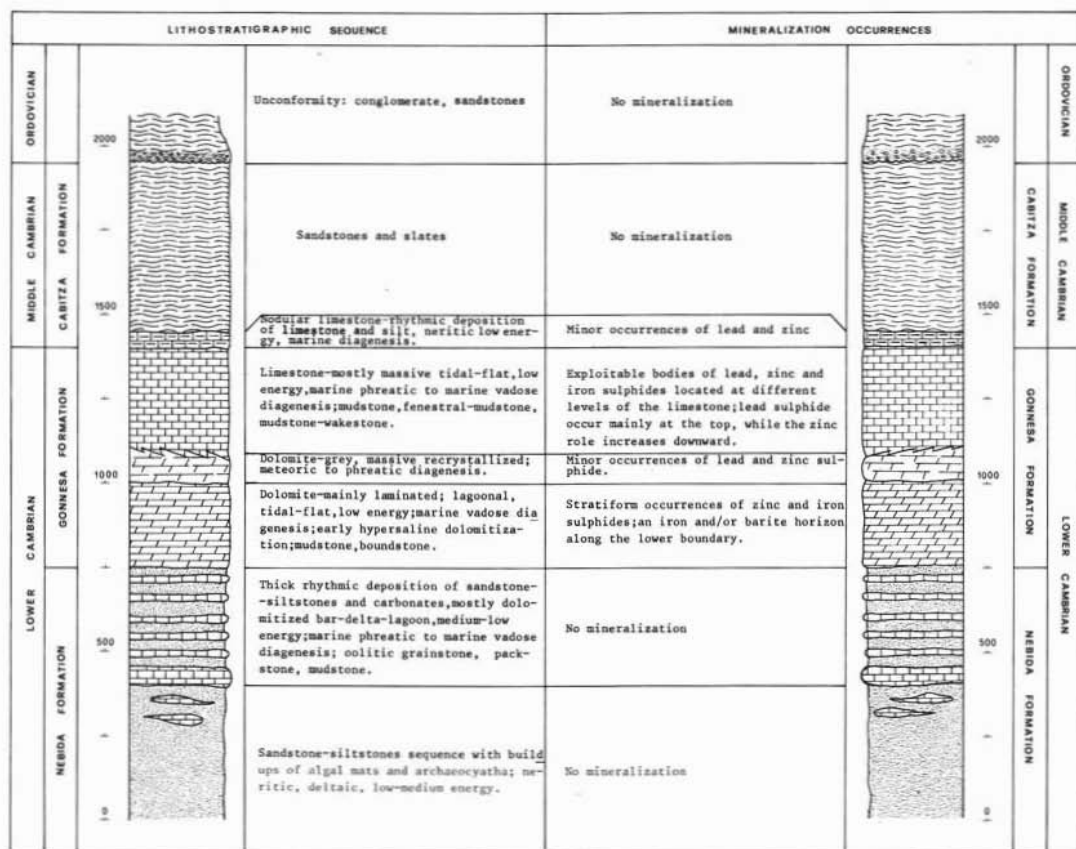 LITHOSTRATIGRAPHIC SEQUENCE
MINERALIZATION OCCURRENCES
ORDOVICIAN
2000
Unconformity: conglomerate, sandstones
No mineralization
2000
ORDOVICIAN
MIDDLE CAMBRIAN
CABITZA FORMATION
1500
Sandstones and slates
No mineralization
1500
CABITZA FORMATION
MIDDLE CAMBRIAN
Nodular limestone-rhythmic deposition
of limestone and silt, neritic low ener-
gy, marine diagenesis.
Minor occurrences of lead and zinc
LOWER CAMBRIAN
GONNESA FORMATION
1000
Limestone-mostly massive tidal-flat,low
energy,marine phreatic to marine vadose
diagenesis;mudstone,fenestral-mudstone,
mudstone-wakestone.
Exploitable bodies of lead, zinc and
iron sulphides located at different
levels of the limestone;lead sulphide
occur mainly at the top, while the zinc
role increases downward.
Dolomite-grey, massive recrystallized;
meteoric to phreatic diagenesis.
Minor occurrences of lead and zinc sul-
phide.
Dolomite-mainly laminated; lagoonal,
tidal-flat,low energy;marine vadose dia
genesis;early hypersaline dolomitiza-
tion;mudstone,boundstone.
Stratiform occurrences of zinc and iron
sulphides;an iron and/or barite horizon
along the lower boundary.
1000
GONNESA FORMATION
LOWER CAMBRIAN
NEBIDA FORMATION
500
0
Thick rhythmic deposition of sandstone-
-siltstones and carbonates,mostly dolo-
mitized bar-delta-lagoon,medium-low
energy;marine phreatic to marine vadose
diagenesis; oolitic grainstone, pack-
stone, mudstone.
No mineralization
Sandstone-siltstones sequence with build
ups of algal mats and archaeocyatha; ne-
ritic, deltaic, low-medium energy.
No mineralization
500
0
NEBIDA FORMATION